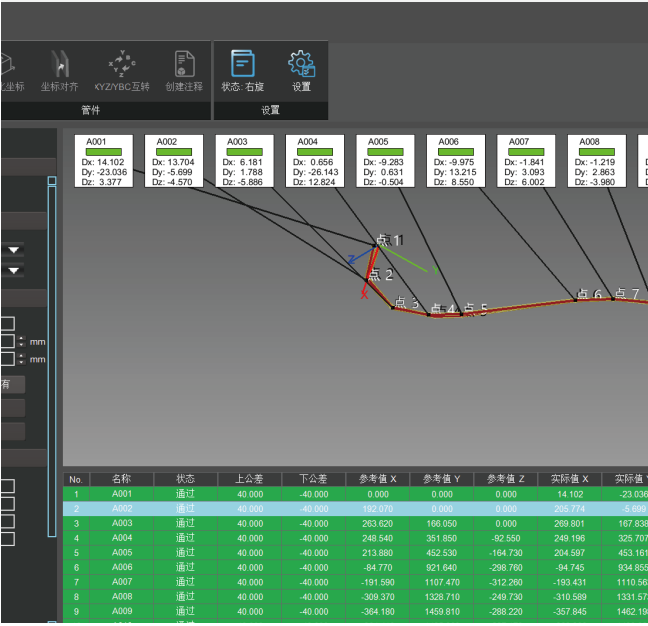 化坐标 坐标对齐 XYZ/YBC互转 创建注释 状态: 右旋 设置
管件 设置
A001 A002 A003 A004 A005 A006 A007 A008
Dx: 14.102 Dx: 13.704 Dx: 6.181 Dx: 0.656 Dx: -9.283 Dx: -9.975 Dx: -1.841 Dx: -1.219
Dy: -23.036 Dy: -5.699 Dy: 1.788 Dy: -26.143 Dy: 0.631 Dy: 13.215 Dy: 3.093 Dy: 2.863
Dz: 3.377 Dz: -4.570 Dz: -5.886 Dz: 12.824 Dz: -0.504 Dz: 8.550 Dz: 6.002 Dz: -3.980
点 1
Z Y
点 2
X
点 3 点 4 点 5 点 6 点 7
mm
mm
有
No. 名称 状态 上公差 下公差 参考值 X 参考值 Y 参考值 Z 实际值 X 实际值
1 A001 通过 40.000 -40.000 0.000 0.000 0.000 14.102 -23.036
2 A002 通过 40.000 -40.000 192.070 0.000 0.000 205.774 -5.699
3 A003 通过 40.000 -40.000 263.620 166.050 0.000 269.801 167.838
4 A004 通过 40.000 -40.000 248.540 351.850 -92.550 249.196 325.707
5 A005 通过 40.000 -40.000 213.880 452.530 -164.730 204.597 453.161
6 A006 通过 40.000 -40.000 -84.770 921.640 -298.760 -94.745 934.855
7 A007 通过 40.000 -40.000 -191.590 1107.470 -312.260 -193.431 1110.56
8 A008 通过 40.000 -40.000 -309.370 1328.710 -249.730 -310.589 1331.57
9 A009 通过 40.000 -40.000 -364.180 1459.810 -288.220 -357.845 1462.19